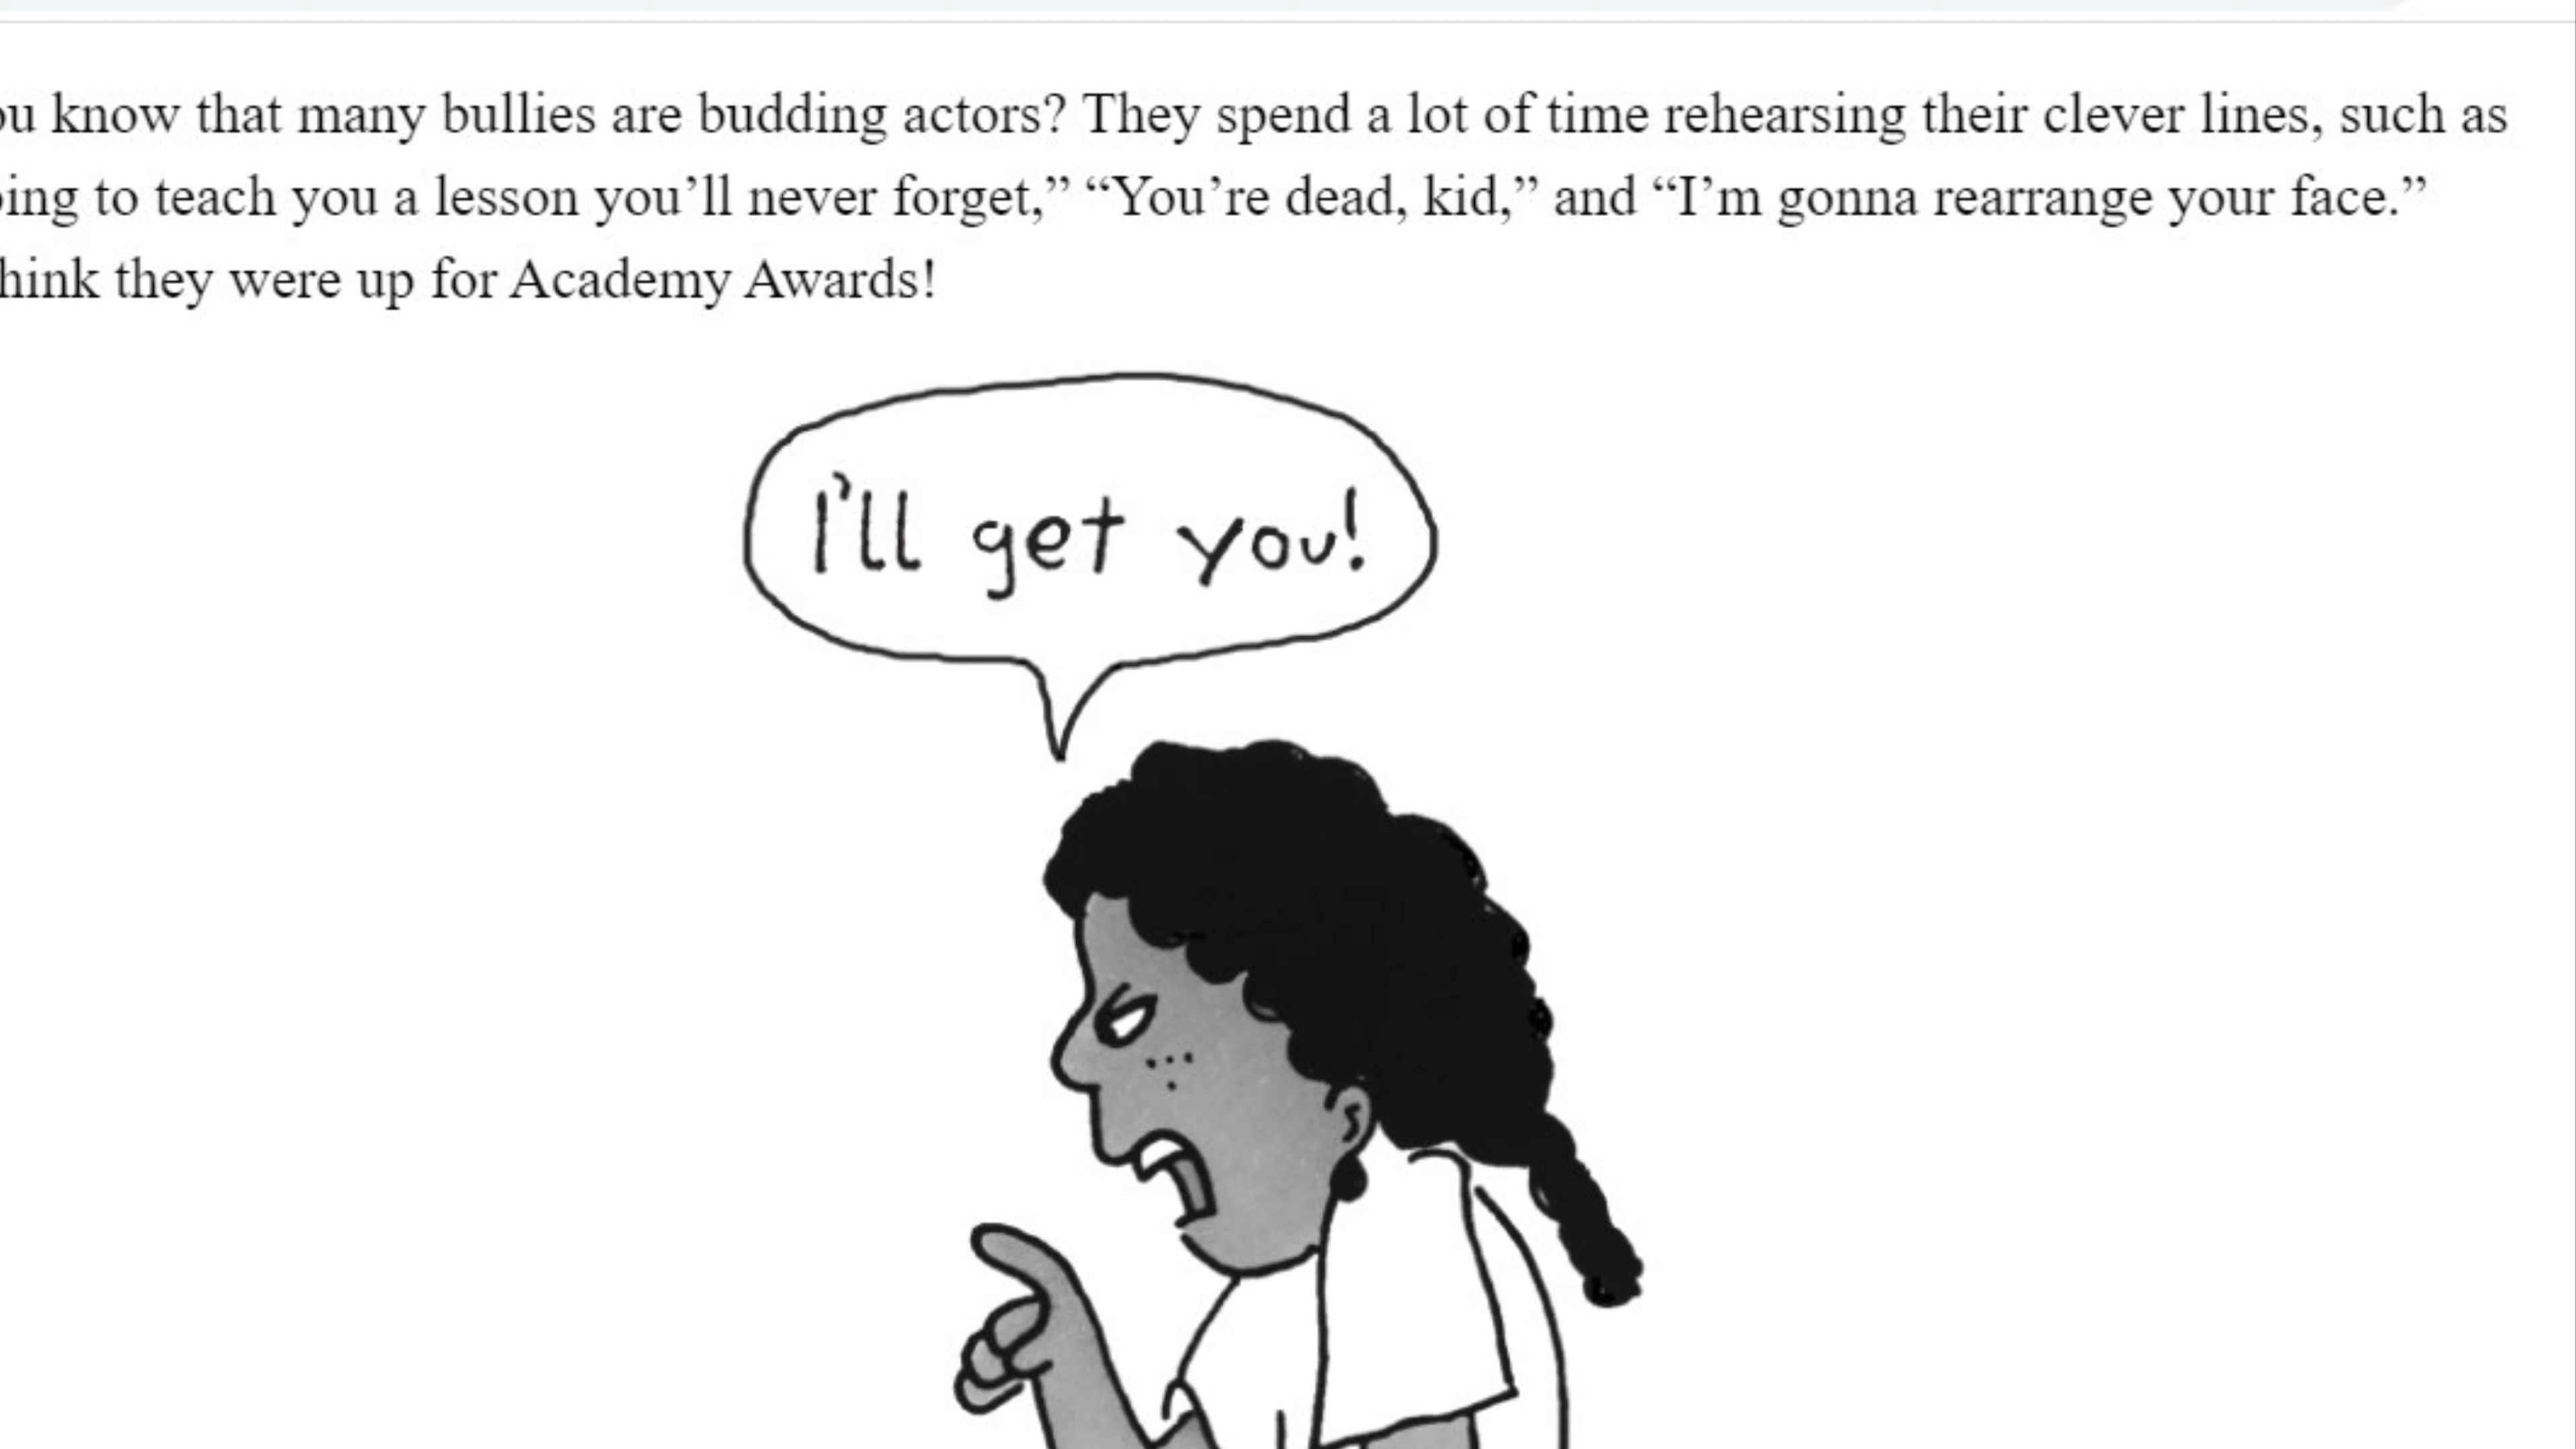 know that many bullies are budding actors? They spend a lot of time rehearsing their clever lines, such as
to teach you a lesson you’ll never forget,” “You’re dead, kid,” and “I’m gonna rearrange your face.”
they were up for Academy Awards!
I’ll get you!